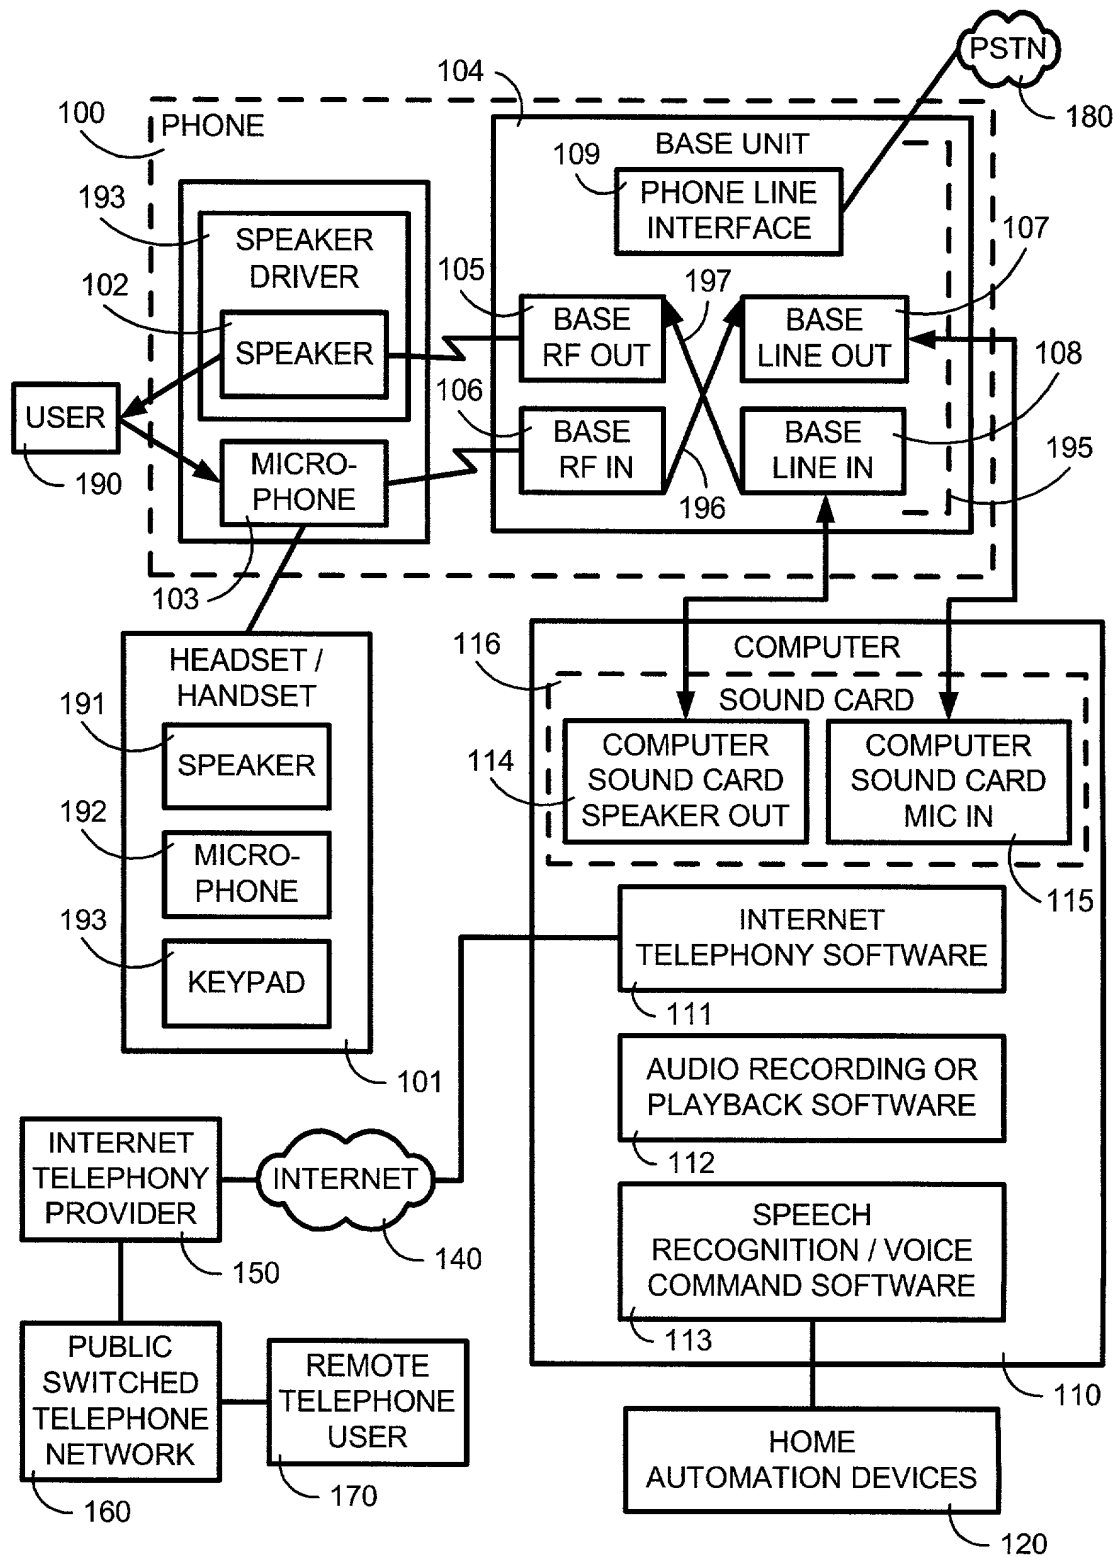 PSTN
180
104
100
PHONE
BASE UNIT
109
PHONE LINE
INTERFACE
193
SPEAKER
DRIVER
107
105
197
102
BASE
RF OUT
BASE
LINE OUT
SPEAKER
108
106
USER
BASE
RF IN
BASE
LINE IN
195
MICRO-
PHONE
190
196
103
116
COMPUTER
HEADSET /
HANDSET
SOUND CARD
191
SPEAKER
114
COMPUTER
SOUND CARD
SPEAKER OUT
COMPUTER
SOUND CARD
MIC IN
192
MICRO-
PHONE
115
193
KEYPAD
INTERNET
TELEPHONY SOFTWARE
111
101
AUDIO RECORDING OR
PLAYBACK SOFTWARE
112
INTERNET
TELEPHONY
PROVIDER
INTERNET
150
140
SPEECH
RECOGNITION / VOICE
COMMAND SOFTWARE
113
PUBLIC
SWITCHED
TELEPHONE
NETWORK
REMOTE
TELEPHONE
USER
110
160
170
HOME
AUTOMATION DEVICES
120